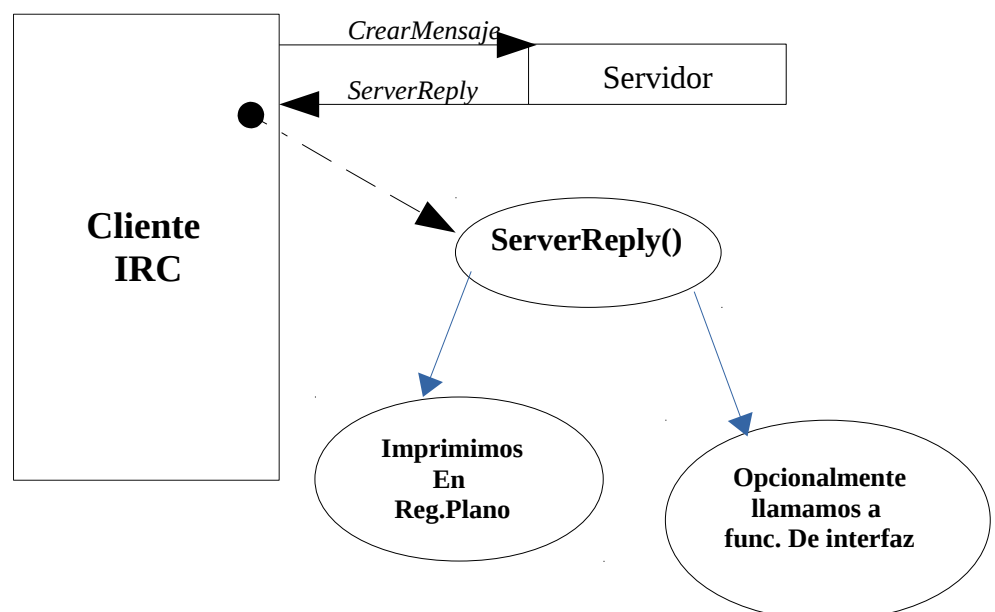 CrearMensaje
Servidor
ServerReply
Cliente
IRC
ServerReply()
Imprimimos
En
Reg.Plano
Opcionalmente
llamamos a
func. De interfaz